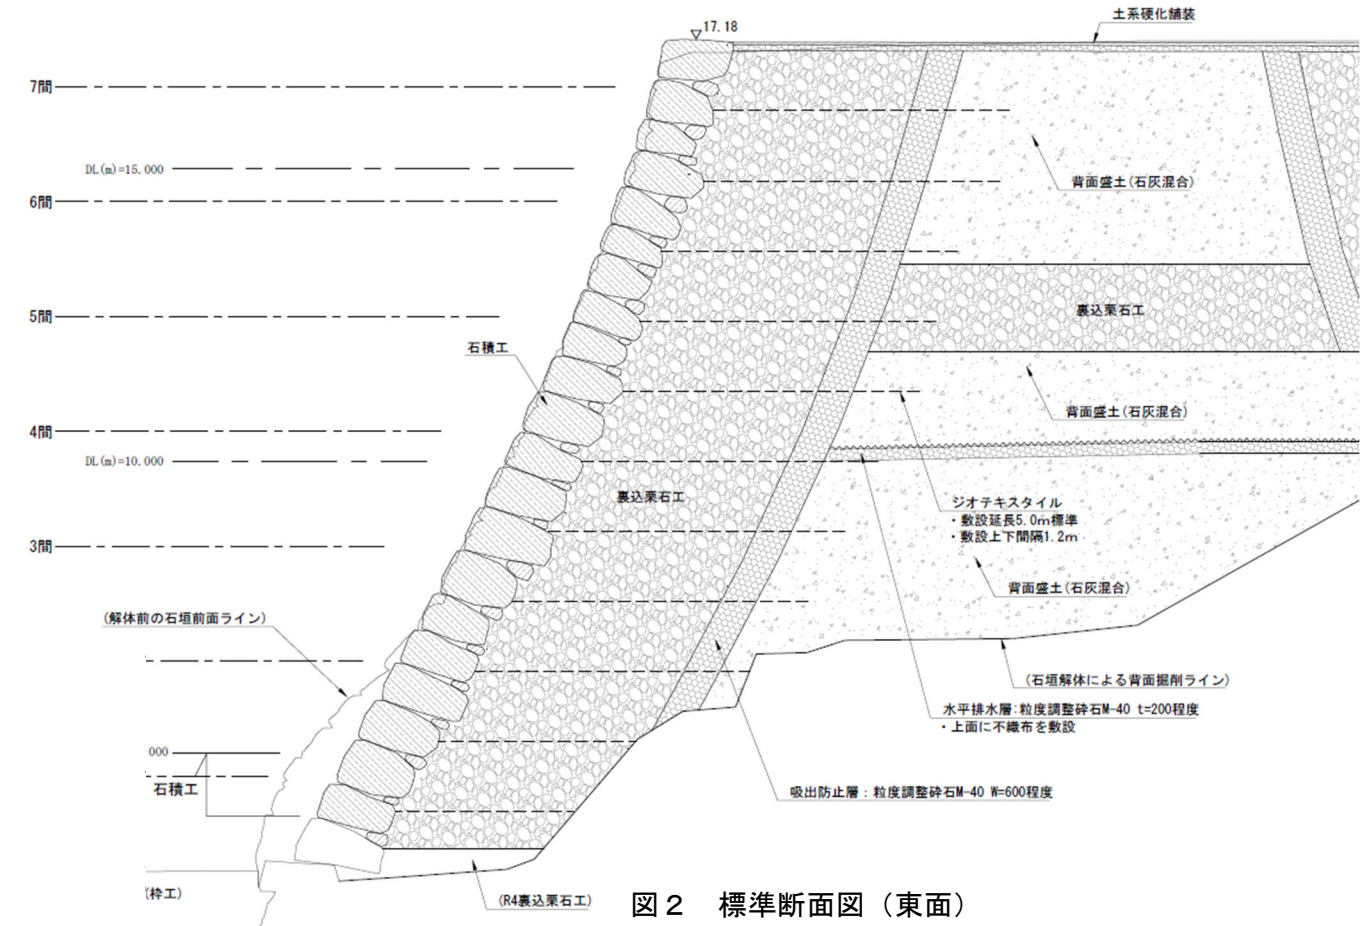 土系硬化舗装
17.18
7間
DL(m)=15.000
背面盛土(石灰混合)
6間
裏込栗石工
5間
石積工
背面盛土(石灰混合)
4間
DL(m)=10.000
裏込栗石工
ジオテキスタイル
・敷設延長5.0m標準
・敷設上下間隔1.2m
3間
背面盛土(石灰混合)
(解体前の石垣前面ライン)
(石垣解体による背面掘削ライン)
水平排水層:粒度調整砕石M-40 t=200程度
・上面に不織布を敷設
000
石積工
吸出防止層：粒度調整砕石M-40 W=600程度
(枠工)
(R4裏込栗石工)
図２　標準断面図（東面）